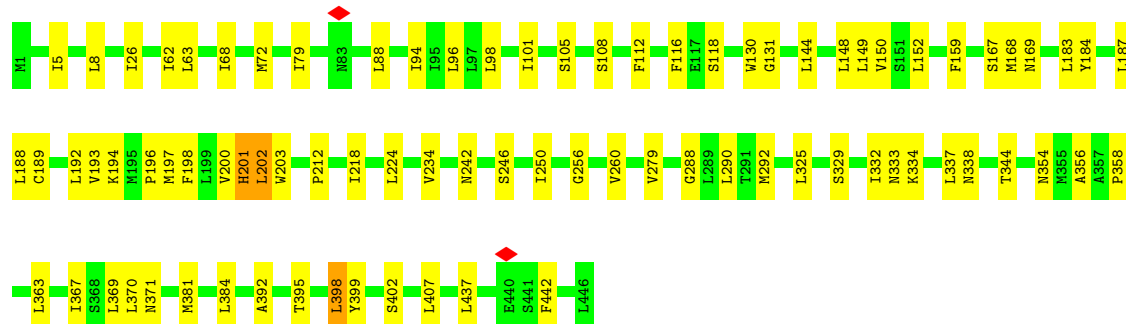 M1 I5 L8 I26 I62 L63 I68 M72 I79 N83 L88 I94 I95 L96 L97 L98 I101 S105 S108 F112 F116 E117 S118 W130 G131 L144 L148 L149 V150 S151 L152 F159 S167 M168 N169 L183 Y184 L187
L188 C189 L192 V193 K194 M195 P196 M197 F198 L199 V200 H201 L202 W203 P212 I218 L224 V234 N242 S246 I250 G256 V260 V279 G288 L289 L290 T291 M292 L325 S329 I332 N333 K334 L337 N338 T344 N354 M355 A356 A357 P358
L363 I367 S368 L369 L370 N371 M381 L384 A392 T395 L398 Y399 S402 L407 L437 E440 S441 F442 L446